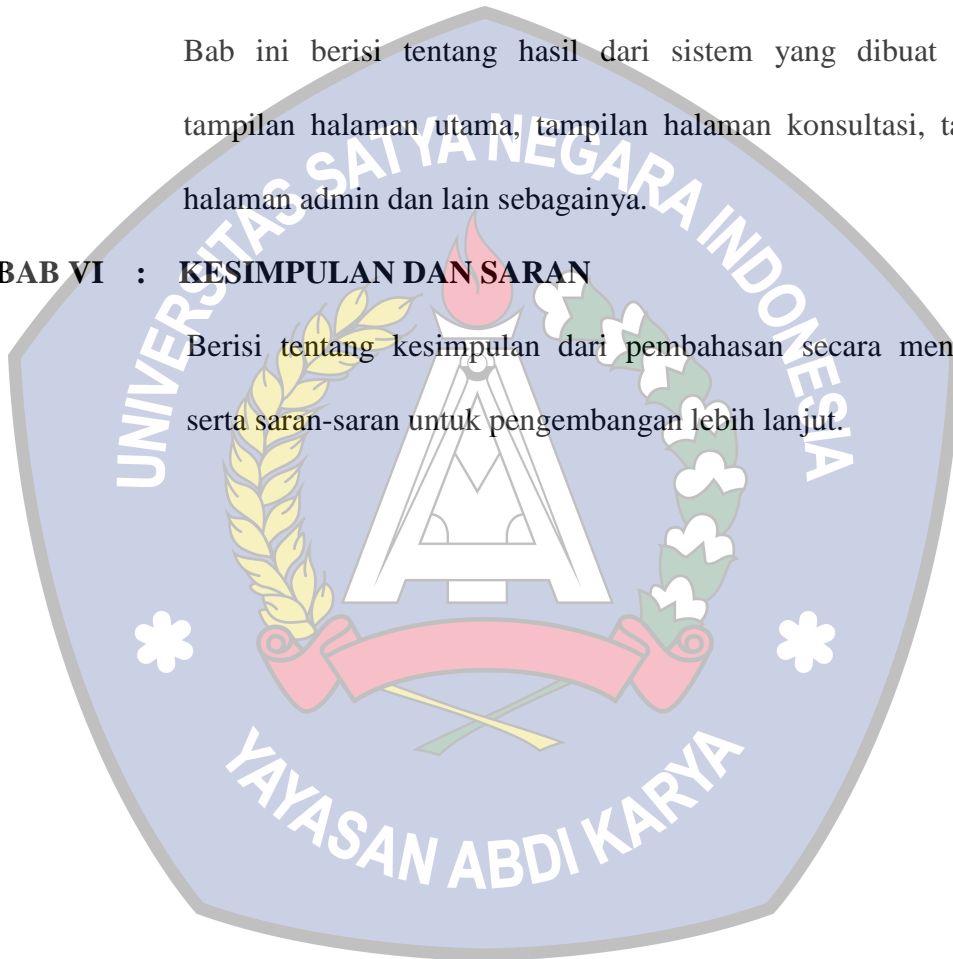 Bab ini berisi tentang hasil dari sistem yang dibuat
tampilan halaman utama, tampilan halaman konsultasi,
halaman admin dan lain sebagainya.
BAB VI : KESIMPULAN DAN SARAN
Berisi tentang kesimpulan dari pembahasan secara
serta saran-saran untuk pengembangan lebih lanjut.
UNIVERSITAS SATYA NEGARA INDONESIA
YAYASAN ABDI KARYA